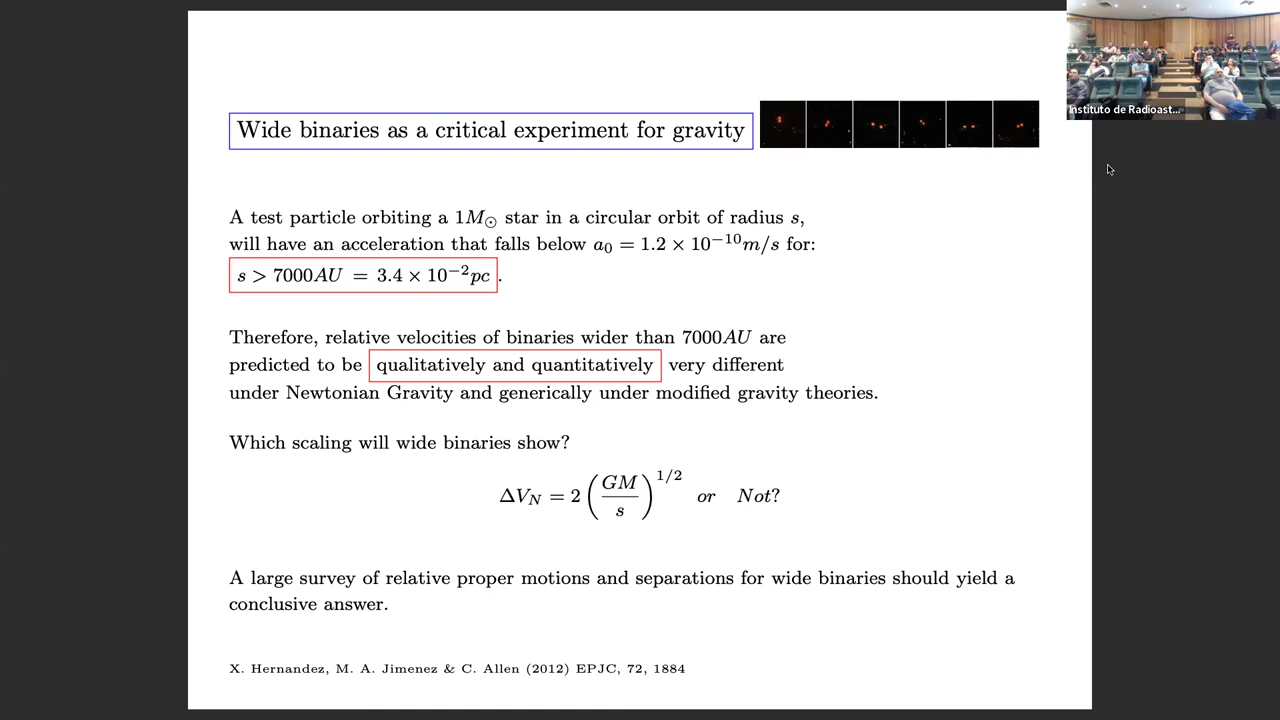 Wide binaries as a critical experiment for gravity
Instituto de Radioast...
A test particle orbiting a 1M⊙ star in a circular orbit of radius s,
will have an acceleration that falls below a₀ = 1.2 × 10⁻¹⁰m/s for:
s > 7000AU = 3.4 × 10⁻²pc.
Therefore, relative velocities of binaries wider than 7000AU are
predicted to be qualitatively and quantitatively very different
under Newtonian Gravity and generically under modified gravity theories.
Which scaling will wide binaries show?
ΔV_N = 2 (GM/s)^{1/2} or Not?
A large survey of relative proper motions and separations for wide binaries should yield a
conclusive answer.
X. Hernandez, M. A. Jimenez & C. Allen (2012) EPJC, 72, 1884